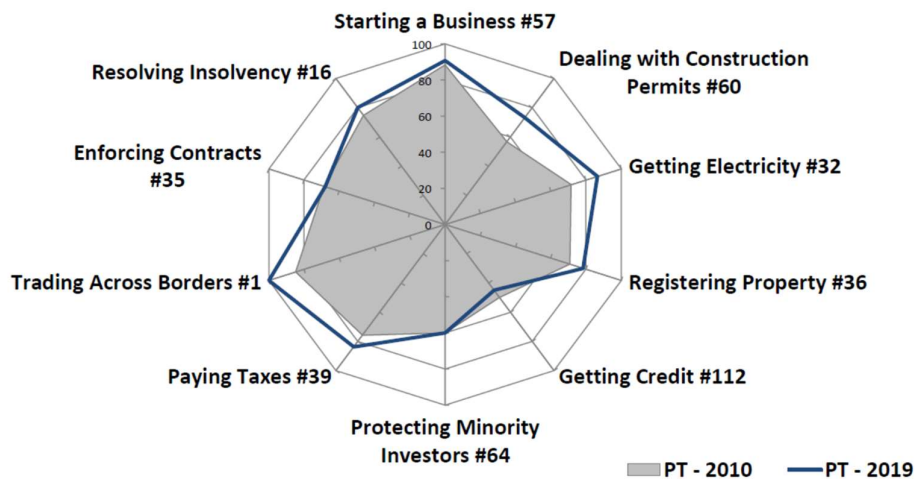 Starting a Business #57
Dealing with Construction
Permits #60
Getting Electricity #32
Registering Property #36
Getting Credit #112
Protecting Minority
Investors #64
Paying Taxes #39
Trading Across Borders #1
Enforcing Contracts
#35
Resolving Insolvency #16
100
80
60
40
20
0
PT - 2010
PT - 2019